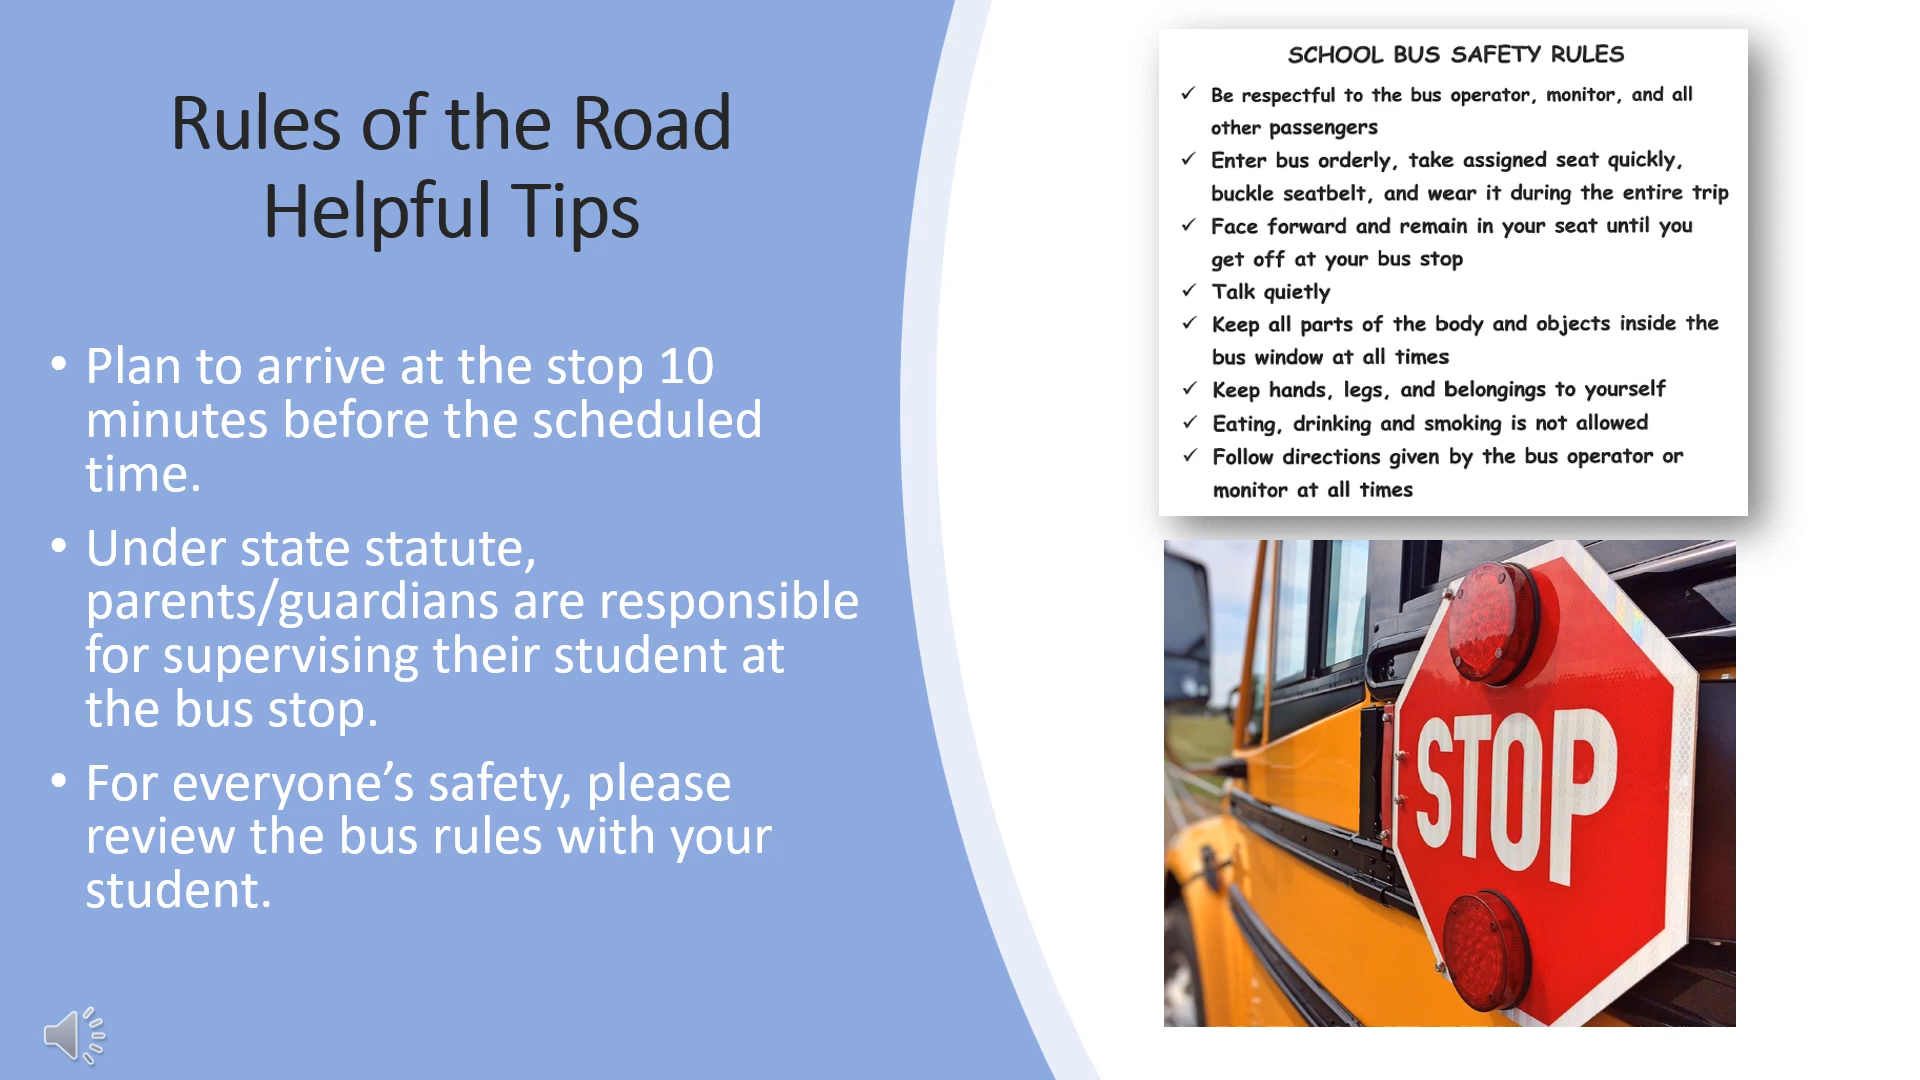 Rules of the Road
Helpful Tips
• Plan to arrive at the stop 10
minutes before the scheduled
time.
• Under state statute,
parents/guardians are responsible
for supervising their student at
the bus stop.
• For everyone’s safety, please
review the bus rules with your
student.
SCHOOL BUS SAFETY RULES
✓ Be respectful to the bus operator, monitor, and all
other passengers
✓ Enter bus orderly, take assigned seat quickly,
buckle seatbelt, and wear it during the entire trip
✓ Face forward and remain in your seat until you
get off at your bus stop
✓ Talk quietly
✓ Keep all parts of the body and objects inside the
bus window at all times
✓ Keep hands, legs, and belongings to yourself
✓ Eating, drinking and smoking is not allowed
✓ Follow directions given by the bus operator or
monitor at all times
STOP